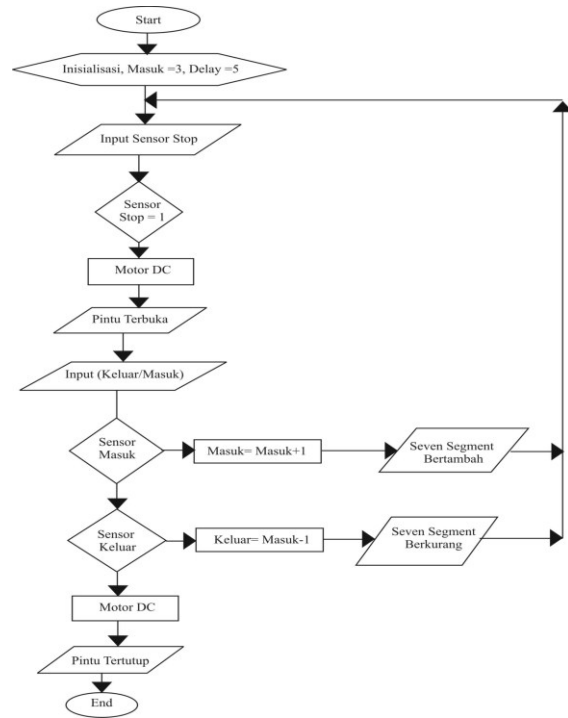 Start
Inisialisasi, Masuk =3, Delay =5
Input Sensor Stop
Sensor
Stop = 1
Motor DC
Pintu Terbuka
Input (Keluar/Masuk)
Sensor
Masuk
Masuk= Masuk+1
Seven Segment
Bertambah
Sensor
Keluar
Keluar= Masuk-1
Seven Segment
Berkurang
Motor DC
Pintu Tertutup
End